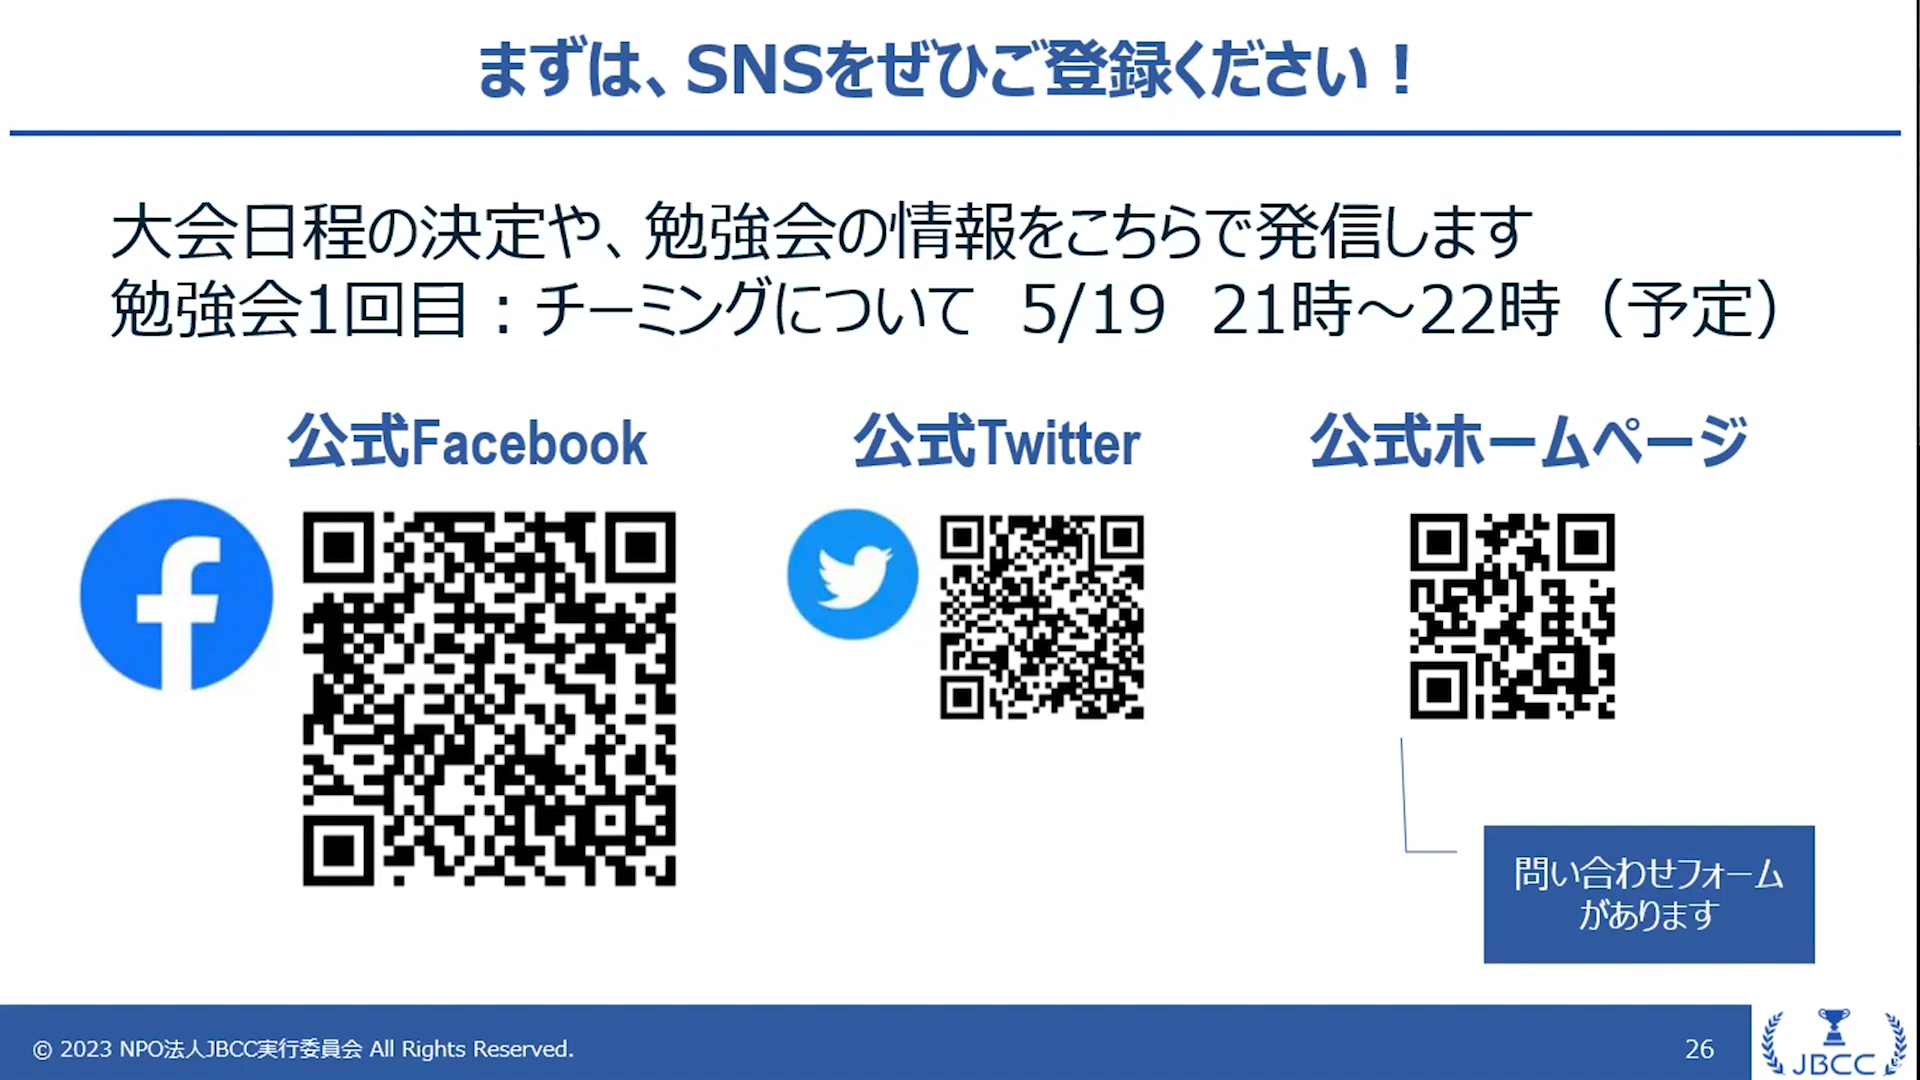 まずは、SNSをぜひご登録ください！
大会日程の決定や、勉強会の情報をこちらで発信します
勉強会1回目：チーミングについて　5/19　21時～22時（予定）
公式Facebook
公式Twitter
公式ホームページ
問い合わせフォーム
があります
© 2023 NPO法人JBCC実行委員会 All Rights Reserved.
26
JBCC